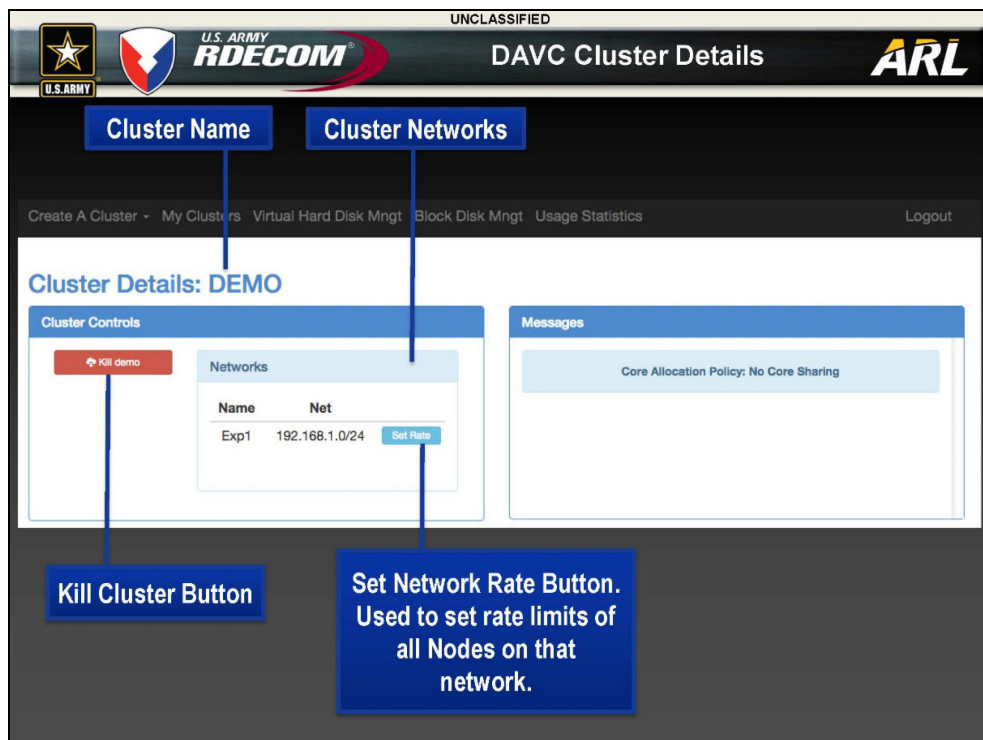 UNCLASSIFIED
U.S.ARMY
U.S. ARMY
RDECOM®
DAVC Cluster Details
ARL
Cluster Name
Cluster Networks
Create A Cluster My Clusters Virtual Hard Disk Mngt Block Disk Mngt Usage Statistics Logout
Cluster Details: DEMO
Cluster Controls
Kill demo
Networks
Name Net
Exp1 192.168.1.0/24 Set Rate
Messages
Core Allocation Policy: No Core Sharing
Kill Cluster Button
Set Network Rate Button.
Used to set rate limits of
all Nodes on that
network.